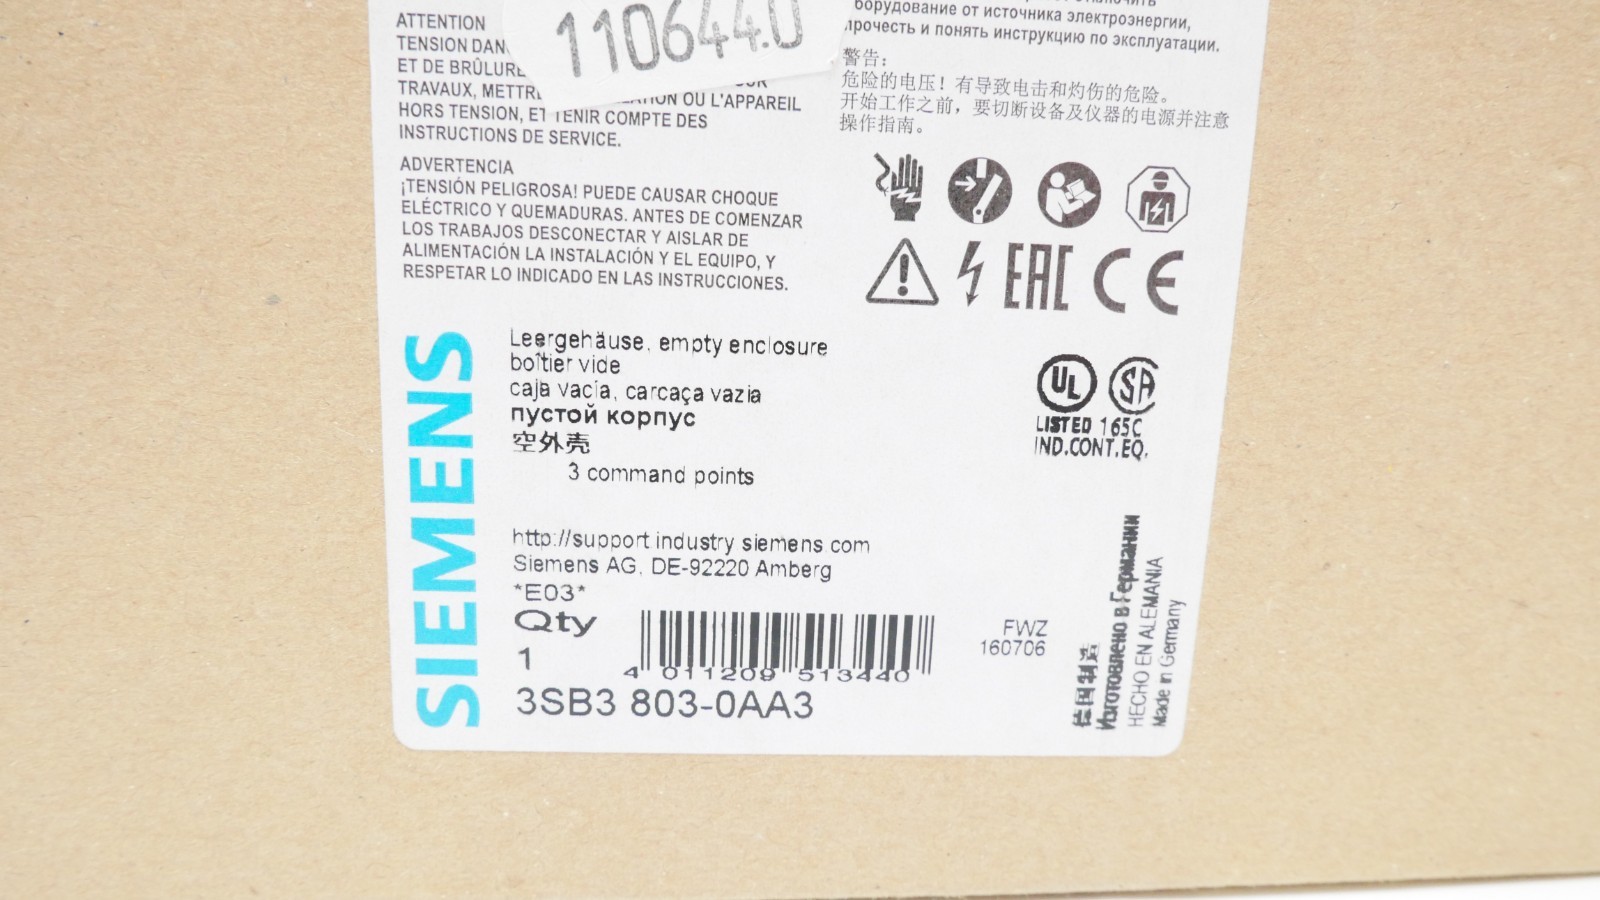 ATTENTION
TENSION
ET DE BRÛLURE
TRAVAUX,
OU L'APPAREIL
HORS TENSION, ET TENIR COMPTE DES
INSTRUCTIONS DE SERVICE.
ADVERTENCIA
¡TENSIÓN PELIGROSA! PUEDE CAUSAR CHOQUE
ELÉCTRICO Y QUEMADURAS. ANTES DE COMENZAR
LOS TRABAJOS DESCONECTAR Y AISLAR DE
ALIMENTACIÓN LA INSTALACIÓN Y EL EQUIPO, Y
RESPETAR LO INDICADO EN LAS INSTRUCCIONES.
110644.0
от источника электроэнергии,
прочесть и понять инструкцию по эксплуатации.
警告:
危险的电压！有导致电击和灼伤的危险。
开始工作之前，要切断设备及仪器的电源并注意
操作指南。
EAC CE
SIEMENS
Leergehäuse, empty enclosure
boîtier vide
caja vacía, carcaça vazia
пустой корпус
空外壳
3 command points
UL SA
LISTED 165C
IND.CONT.EQ.
http://support.industry.siemens.com
Siemens AG, DE-92220 Amberg
*E03*
Qty
1
4 011209 513440
3SB3 803-0AA3
FWZ
160706
德国制造
Изготовлено в Германии
HECHO EN ALEMANIA
Made in Germany